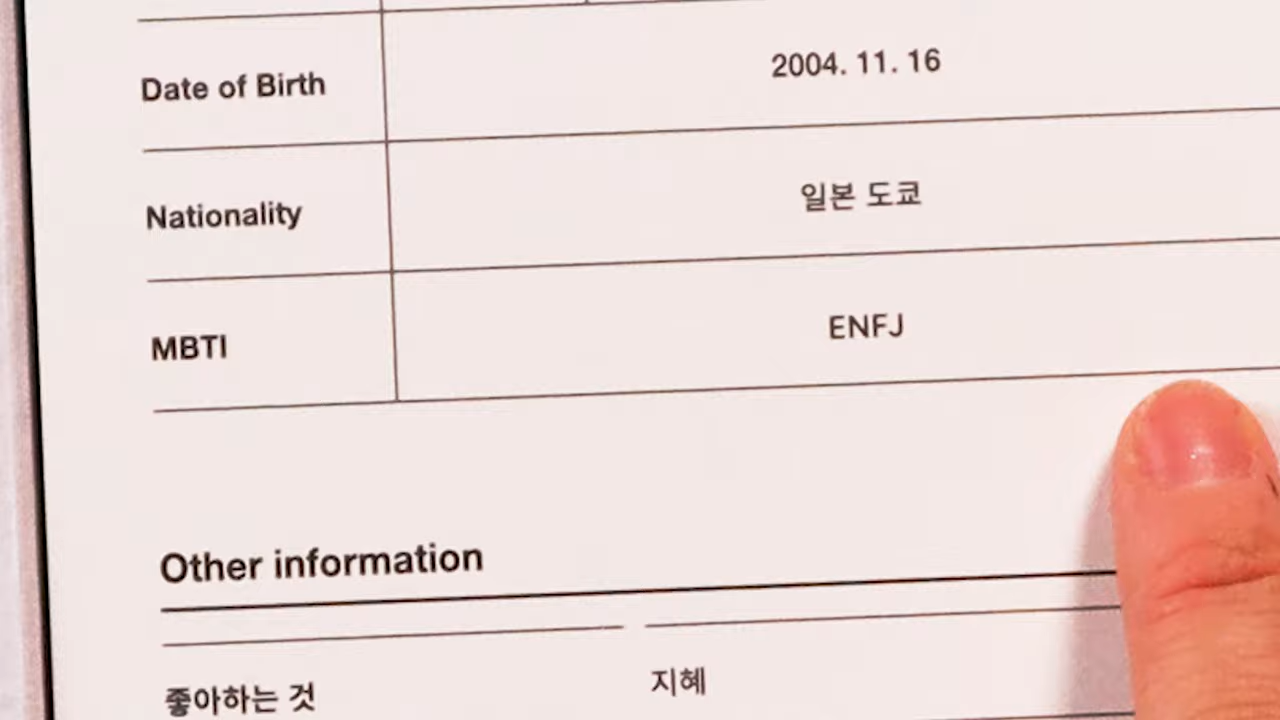 Date of Birth 2004. 11. 16
Nationality 일본 도쿄
MBTI ENFJ
Other information
좋아하는 것 지혜